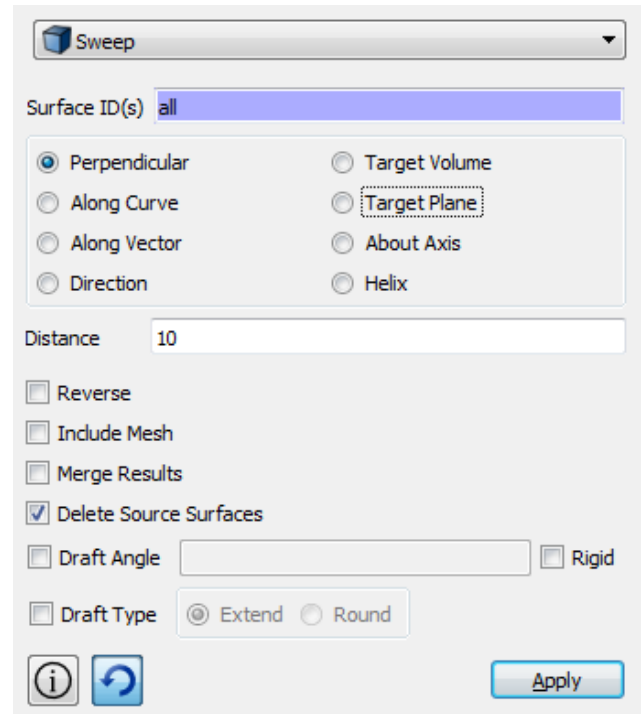 Sweep
Surface ID(s) all
Perpendicular Target Volume
Along Curve Target Plane
Along Vector About Axis
Direction Helix
Distance 10
Reverse
Include Mesh
Merge Results
Delete Source Surfaces
Draft Angle Rigid
Draft Type Extend Round
Apply